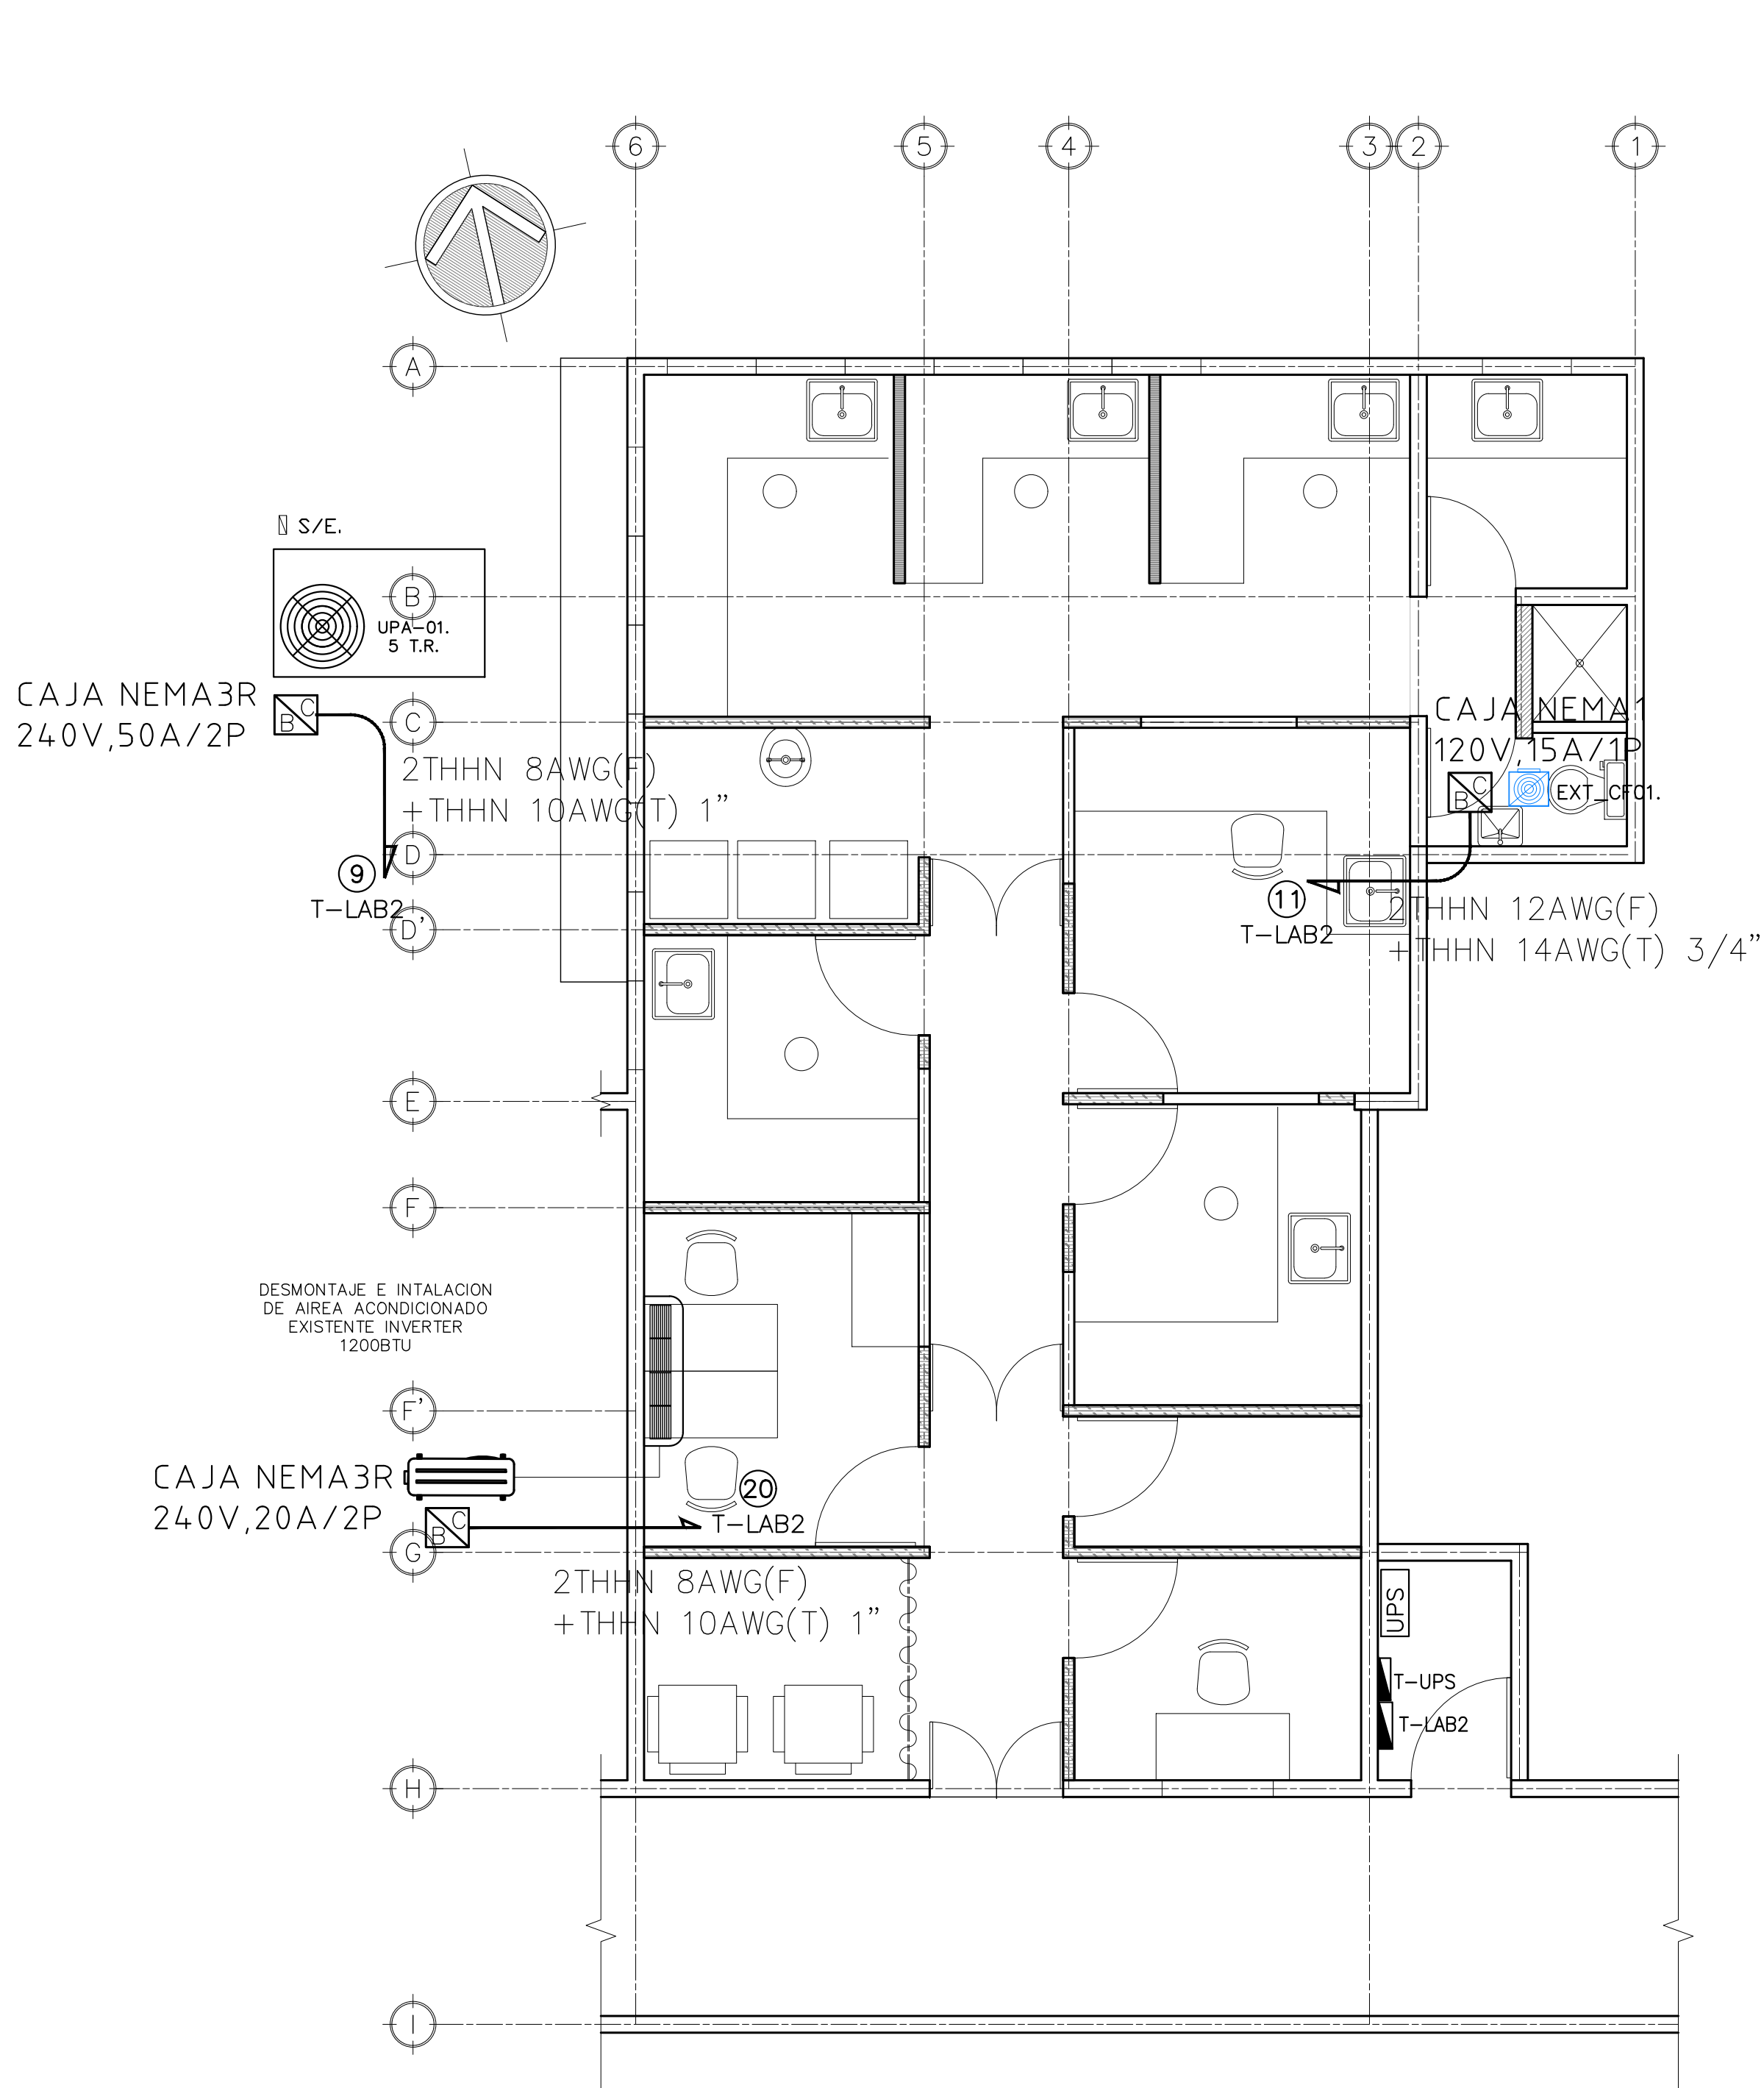 6
5
4
3
2
1
A
S/E.
B
UPA-01.
5 T.R.
CAJA NEMA3R
240V,50A/2P
C
B
C
CAJA NEMA1
120V,15A/1P
C
B
EXT_CF01.
2THHN 8AWG(F)
+THHN 10AWG(T) 1”
D
9
T-LAB2
D'
11
T-LAB2
2THHN 12AWG(F)
+THHN 14AWG(T) 3/4”
E
F
DESMONTAJE E INTALACION
DE AIREA ACONDICIONADO
EXISTENTE INVERTER
1200BTU
F'
CAJA NEMA3R
240V,20A/2P
C
B
20
T-LAB2
G
2THHN 8AWG(F)
+THHN 10AWG(T) 1”
UPS
T-UPS
T-LAB2
H
I